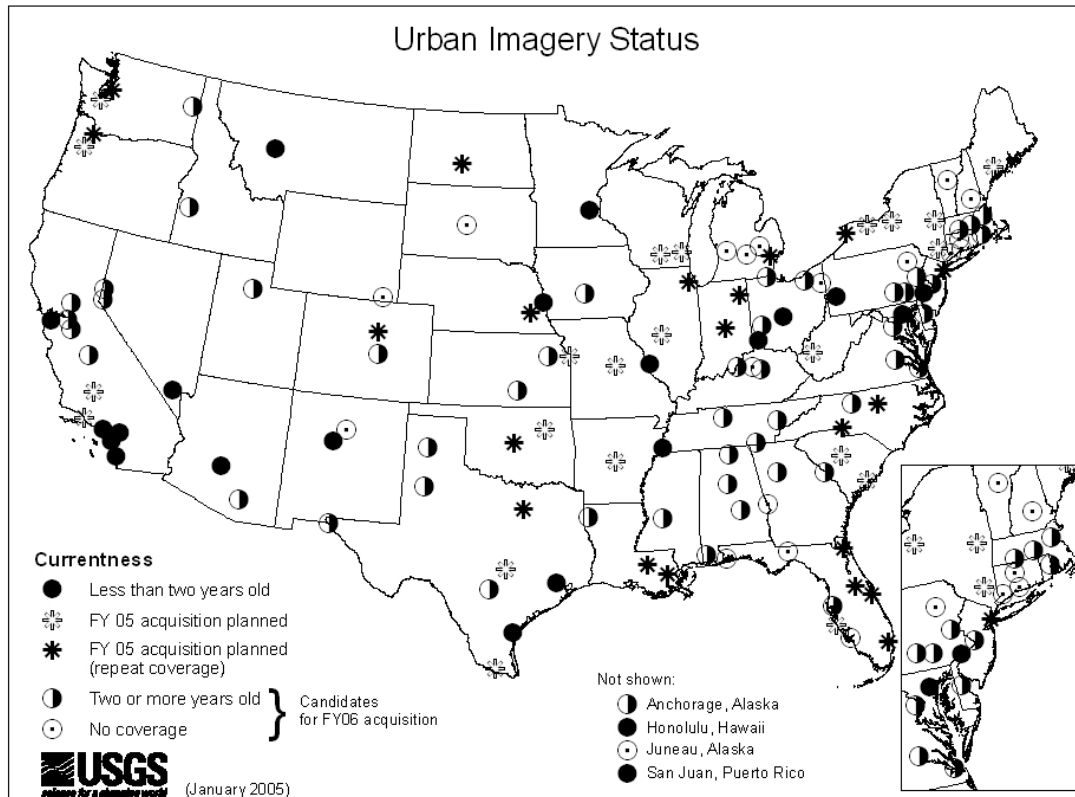 Urban Imagery Status
Currentness
Less than two years old
FY 05 acquisition planned
FY 05 acquisition planned
(repeat coverage)
Two or more years old
No coverage
Candidates
for FY06 acquisition
Not shown:
Anchorage, Alaska
Honolulu, Hawaii
Juneau, Alaska
San Juan, Puerto Rico
USGS
science for a changing world
(January 2005)